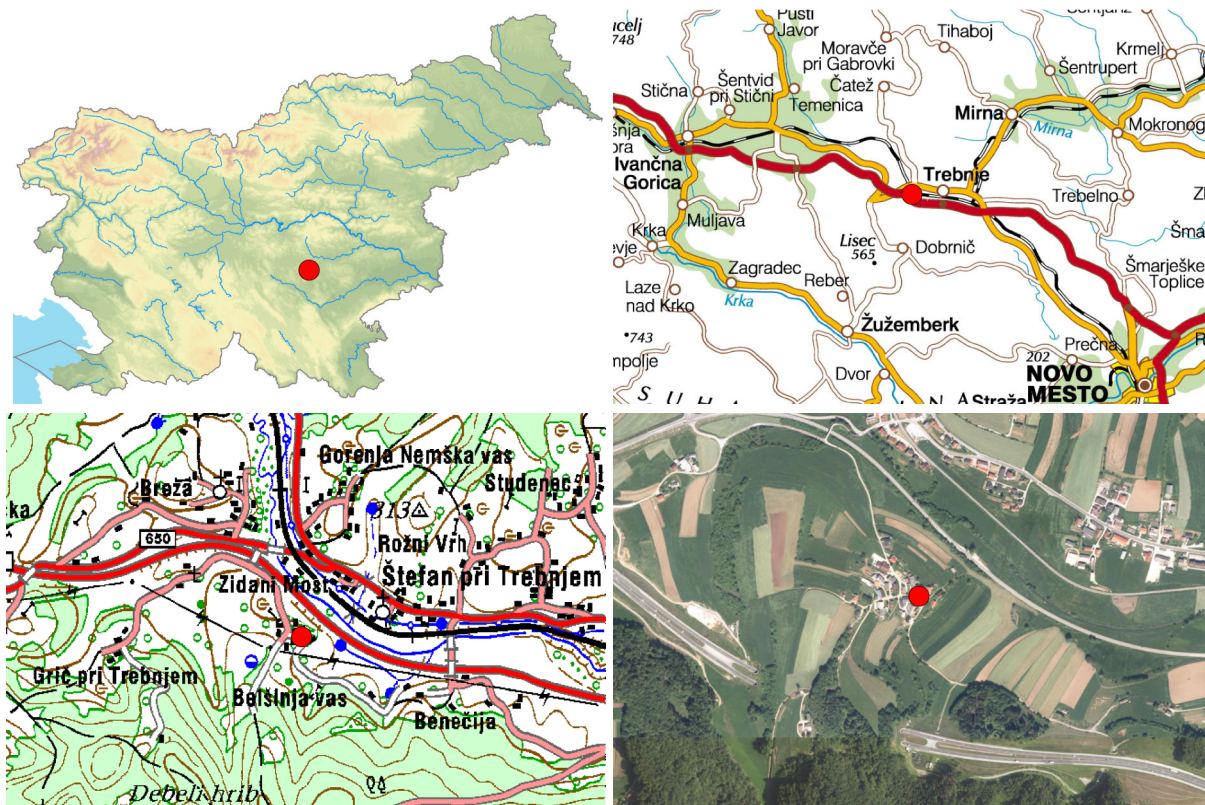 Pusti
Javor
Šentjanž
Tihaboj
748
Moravče
pri Gabrovki
Krmelj
Šentrupert
Šentvid
pri Stični
Stična
Čatež
Temenica
Mirna
Mirna
Mokronog
Ivančna
Gorica
Trebnje
Trebelno
Muljava
Krka
Lisec
565
Dobrnič
Zagradec
Šmarješke
Toplice
Laze
nad Krko
Krka
Reber
743
Žužemberk
Prečna
202
NOVO
MESTO
Dvor
S U H A
N A
Straža
Gorenja Nemška vas
Breza
Studenec
313
650
Rožni Vrh
Zidani Most
Štefan pri Trebnjem
Grič pri Trebnjem
Belšinja vas
Benečija
Debeli hrib